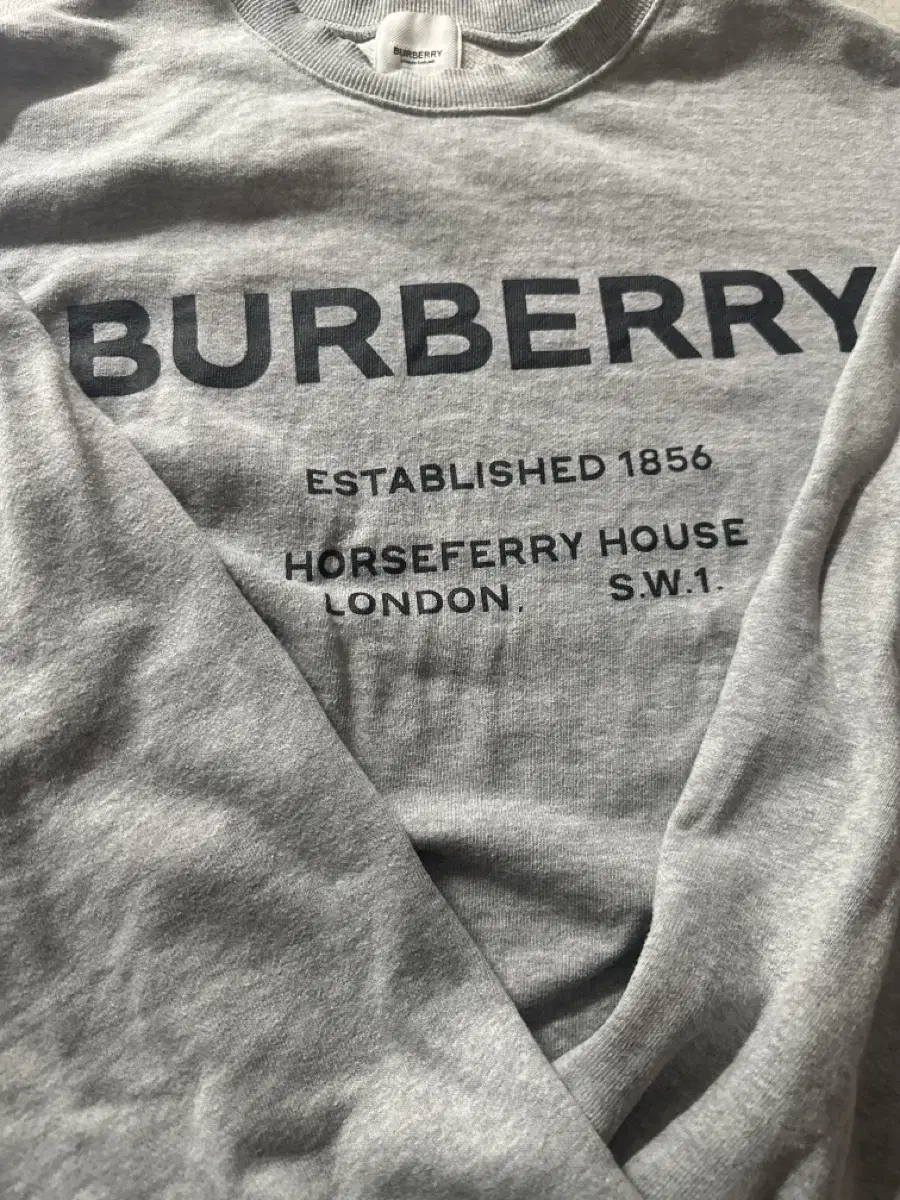 BURBERRY
BURBERRY
ESTABLISHED 1856
HORSEFERRY HOUSE
LONDON, S.W.1.